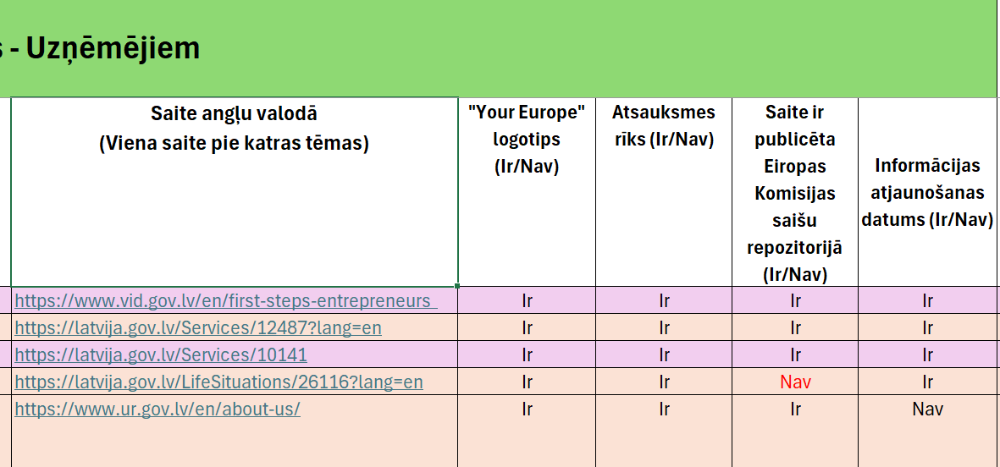 s - Uzņēmējiem
Saite angļu valodā
(Viena saite pie katras tēmas)
"Your Europe"
logotips
(Ir/Nav)
Atsauksmes
rīks (Ir/Nav)
Saite ir
publicēta
Eiropas
Komisijas
saišu
repozitorijā
(Ir/Nav)
Informācijas
atjaunošanas
datums (Ir/Nav)
https://www.vid.gov.lv/en/first-steps-entrepreneurs Ir Ir Ir Ir
https://latvija.gov.lv/Services/12487?lang=en Ir Ir Ir Ir
https://latvija.gov.lv/Services/10141 Ir Ir Ir Ir
https://latvija.gov.lv/LifeSituations/26116?lang=en Ir Ir Nav Ir
https://www.ur.gov.lv/en/about-us/ Ir Ir Ir Nav